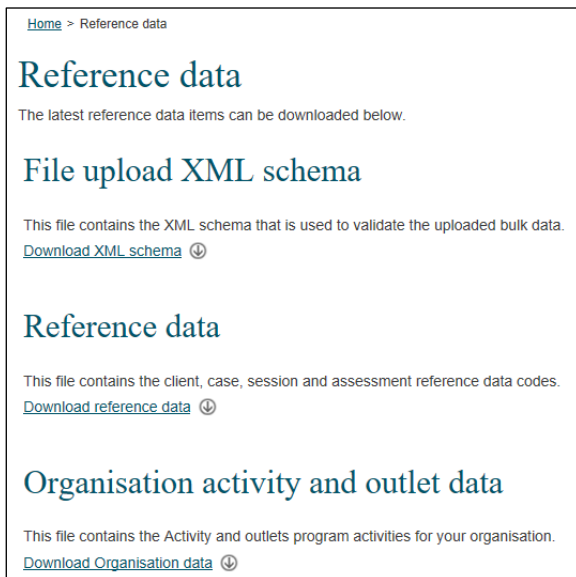 Home > Reference data
Reference data
The latest reference data items can be downloaded below.
File upload XML schema
This file contains the XML schema that is used to validate the uploaded bulk data.
Download XML schema
Reference data
This file contains the client, case, session and assessment reference data codes.
Download reference data
Organisation activity and outlet data
This file contains the Activity and outlets program activities for your organisation.
Download Organisation data